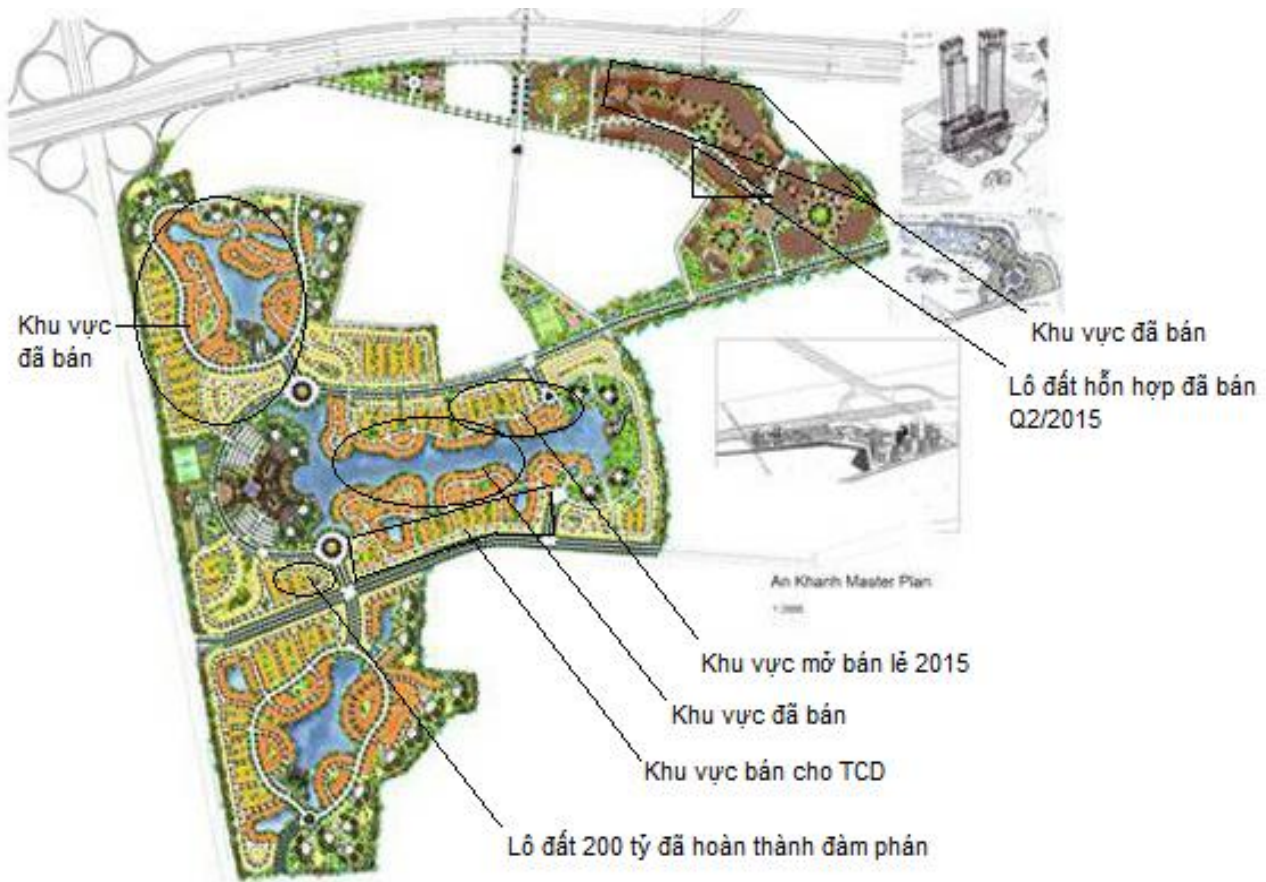 Khu vực
đã bán
Khu vực đã bán
Lô đất hỗn hợp đã bán
Q2/2015
An Khanh Master Plan
Khu vực mở bán lẻ 2015
Khu vực đã bán
Khu vực bán cho TCD
Lô đất 200 tỷ đã hoàn thành đàm phán